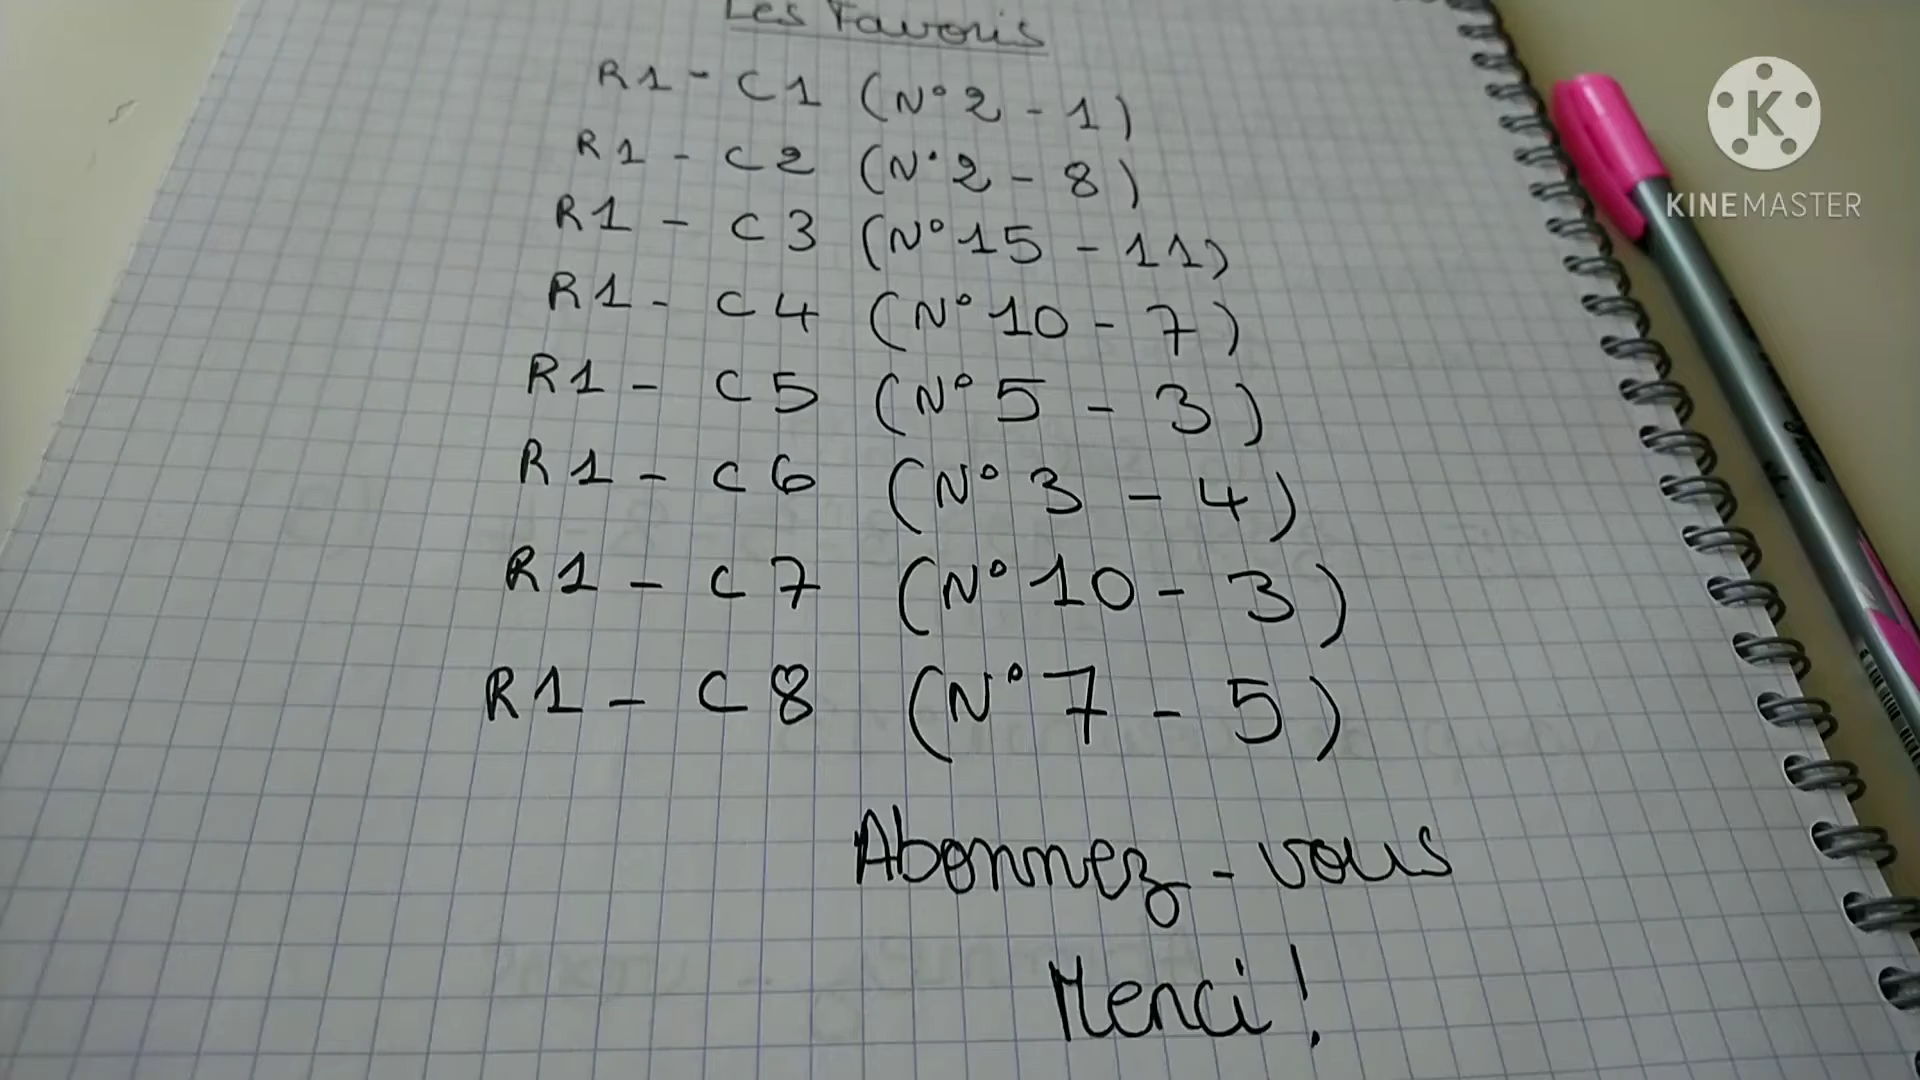 Les Favoris
R1 - C1 (N° 2 - 1)
R1 - C2 (N° 2 - 8)
R1 - C3 (N° 15 - 11)
R1 - C4 (N° 10 - 7)
R1 - C5 (N° 5 - 3)
R1 - C6 (N° 3 - 4)
R1 - C7 (N° 10 - 3)
R1 - C8 (N° 7 - 5)
Abonnez-vous
Merci !
K
KINEMASTER